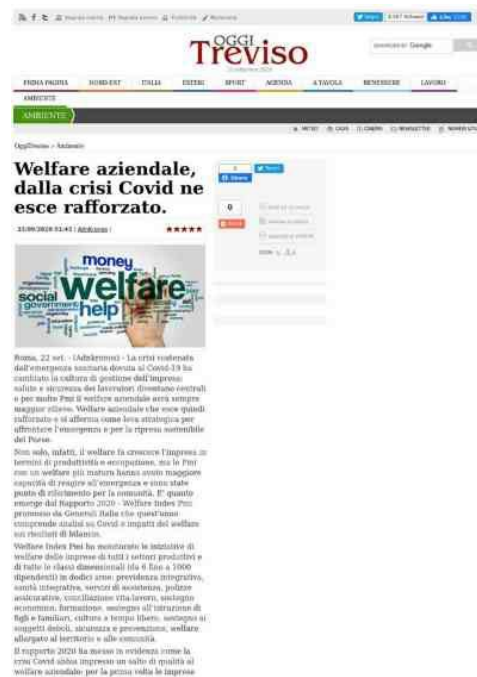 OGGI
Treviso
Google
PRIMA PAGINA
NORD-EST
ITALIA
ESTERI
SPORT
AGENDA
A TAVOLA
BENESSERE
LAVORO
AMBIENTE
AMBIENTE
METEO
CASA
CINEMA
NEWSLETTER
OggiTreviso > Ambiente
Welfare aziendale,
dalla crisi Covid ne
esce rafforzato.
AdnKronos |
money
welfare
social
government
help
0
Roma, 22 set. - (Adnkronos) - La crisi scatenata
dall'emergenza sanitaria dovuta al Covid-19 ha
cambiato la cultura di gestione dell'impresa:
salute e sicurezza dei lavoratori diventano centrali
e per molte Pmi il welfare aziendale avrà sempre
maggior rilievo. Welfare aziendale che esce quindi
rafforzato e si afferma come leva strategica per
affrontare l'emergenza e per la ripresa sostenibile
del Paese.
Non solo, infatti, il welfare fa crescere l'impresa in
termini di produttività e occupazione, ma le Pmi
con un welfare più maturo hanno avuto maggiore
capacità di reagire all'emergenza e sono state
punto di riferimento per la comunità. E' quanto
emerge dal Rapporto 2020 - Welfare Index Pmi
promosso da Generali Italia che quest'anno
comprende analisi su Covid e impatti del welfare
sui risultati di bilancio.
Welfare Index Pmi ha monitorato le iniziative di
welfare delle imprese di tutti i settori produttivi e
di tutte le classi dimensionali (da 6 fino a 1000
dipendenti) in dodici aree: previdenza integrativa,
sanità integrativa, servizi di assistenza, polizze
assicurative, conciliazione vita-lavoro, sostegno
economico, formazione, sostegno all'istruzione di
figli e familiari, cultura e tempo libero, sostegno ai
soggetti deboli, sicurezza e prevenzione, welfare
allargato al territorio e alle comunità.
Il rapporto 2020 ha messo in evidenza come la
crisi Covid abbia impresso un salto di qualità al
welfare aziendale: per la prima volta le imprese